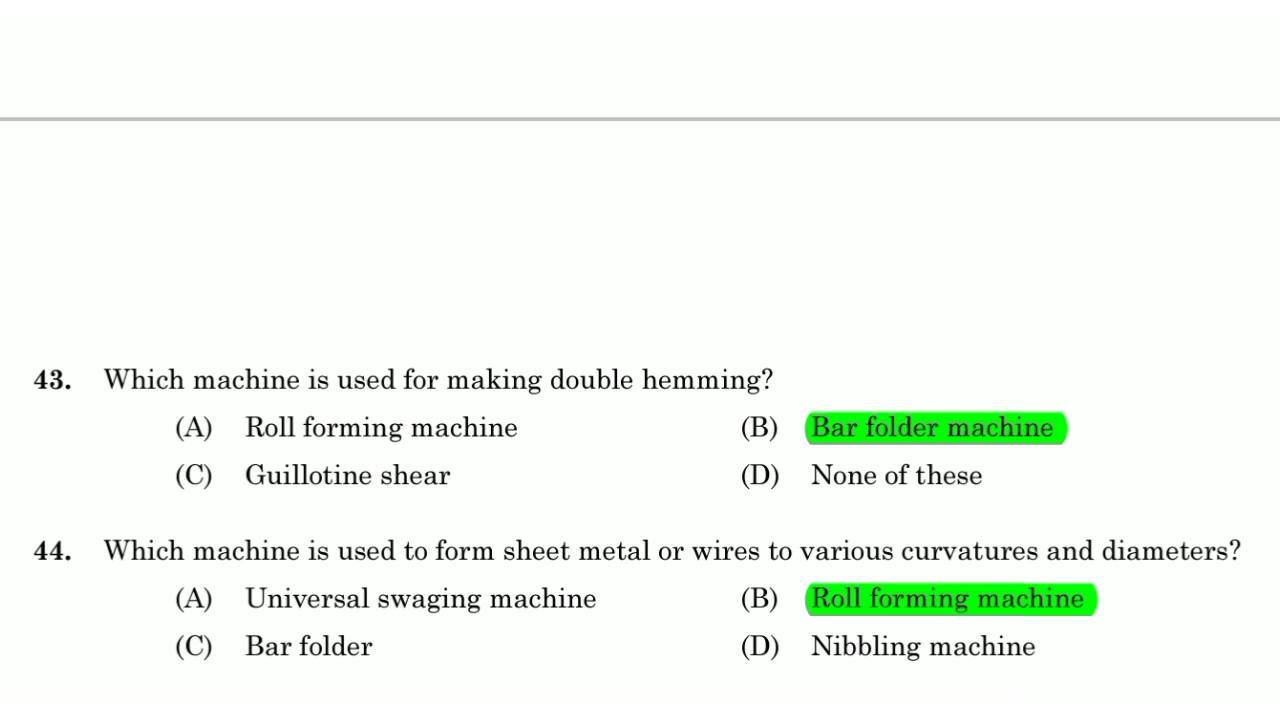 43. Which machine is used for making double hemming?
(A) Roll forming machine (B) Bar folder machine
(C) Guillotine shear (D) None of these
44. Which machine is used to form sheet metal or wires to various curvatures and diameters?
(A) Universal swaging machine (B) Roll forming machine
(C) Bar folder (D) Nibbling machine